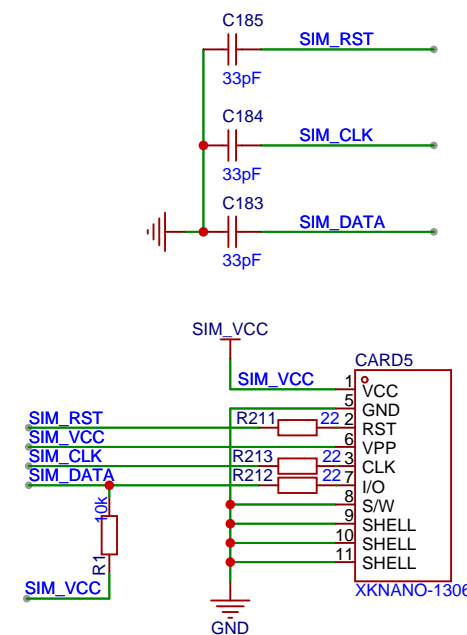 C185
SIM_RST
33pF
C184
SIM_CLK
33pF
C183
SIM_DATA
33pF
SIM_VCC
CARD5
SIM_VCC
1
VCC
5
GND
SIM_RST
R211
22
2
RST
SIM_VCC
6
VPP
SIM_CLK
R213
22
3
CLK
SIM_DATA
R212
22
7
I/O
8
S/W
10k
9
SHELL
10
SHELL
R1
11
SHELL
SIM_VCC
XKNANO-1306
GND